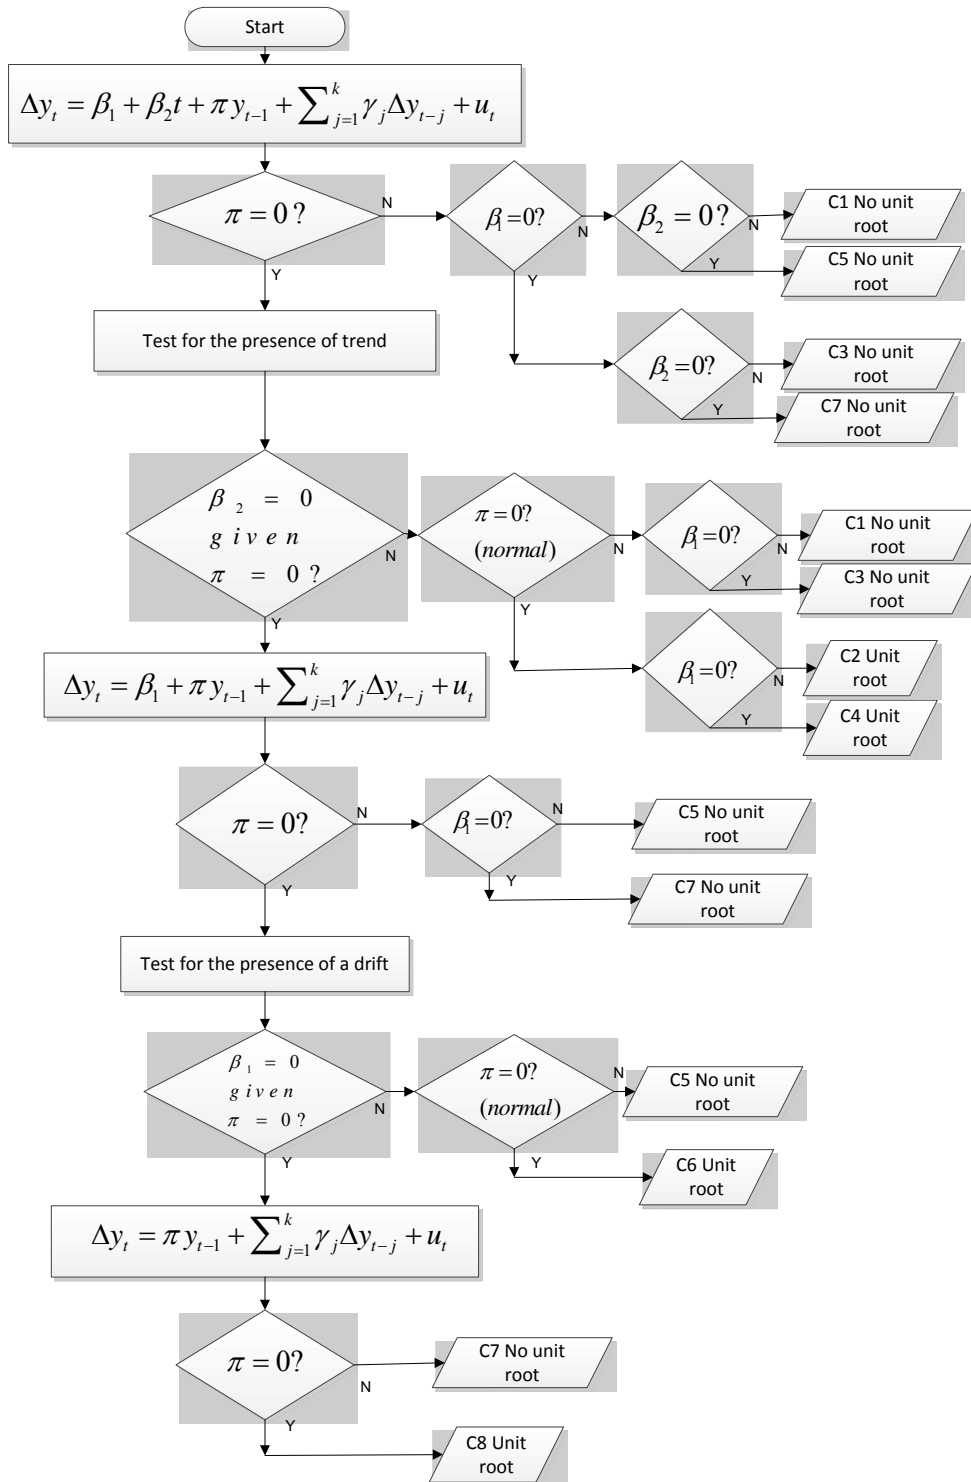 Start
Δy_t = β_1 + β_2 t + π y_{t−1} + ∑_{j=1}^{k} γ_j Δy_{t−j} + u_t
π = 0 ?
N
β_1 = 0?
N
β_2 = 0?
N
C1 No unit
root
Y
C5 No unit
root
Y
Y
Test for the presence of trend
β_2 = 0?
N
C3 No unit
root
Y
C7 No unit
root
β_2 = 0
given
π = 0 ?
N
π = 0?
(normal)
N
β_1 = 0?
N
C1 No unit
root
Y
C3 No unit
root
Y
Y
β_1 = 0?
N
C2 Unit
root
Y
C4 Unit
root
Δy_t = β_1 + π y_{t−1} + ∑_{j=1}^{k} γ_j Δy_{t−j} + u_t
π = 0?
N
β_1 = 0?
N
C5 No unit
root
Y
C7 No unit
root
Y
Test for the presence of a drift
β_1 = 0
given
π = 0 ?
N
π = 0?
(normal)
N
C5 No unit
root
Y
C6 Unit
root
Y
Δy_t = π y_{t−1} + ∑_{j=1}^{k} γ_j Δy_{t−j} + u_t
π = 0?
N
C7 No unit
root
Y
C8 Unit
root